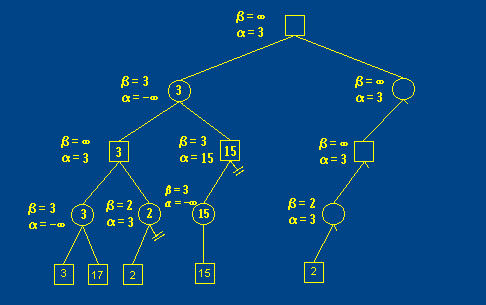 β = ∞
α = 3
β = 3
α = -∞
3
β = ∞
α = 3
β = ∞
α = 3
3
β = 3
α = 15
15
β = ∞
α = 3
β = 3
α = -∞
3
β = 2
α = 3
2
β = 3
α = -∞
15
β = 2
α = 3
3
17
2
15
2